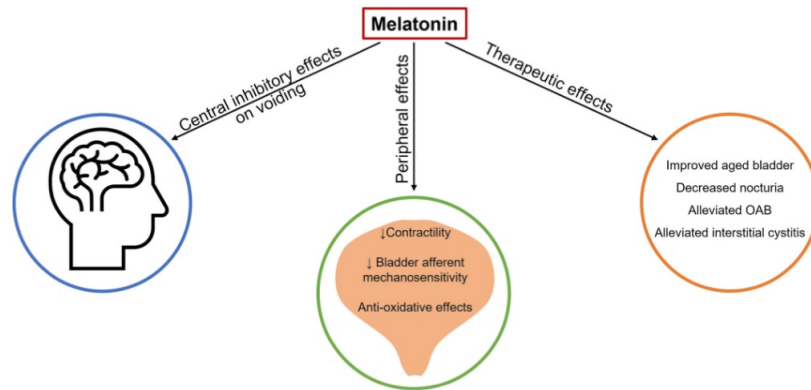 Melatonin
Central inhibitory effects
on voiding
Peripheral effects
Therapeutic effects
↓Contractility
↓ Bladder afferent
mechanosensitivity
Anti-oxidative effects
Improved aged bladder
Decreased nocturia
Alleviated OAB
Alleviated interstitial cystitis